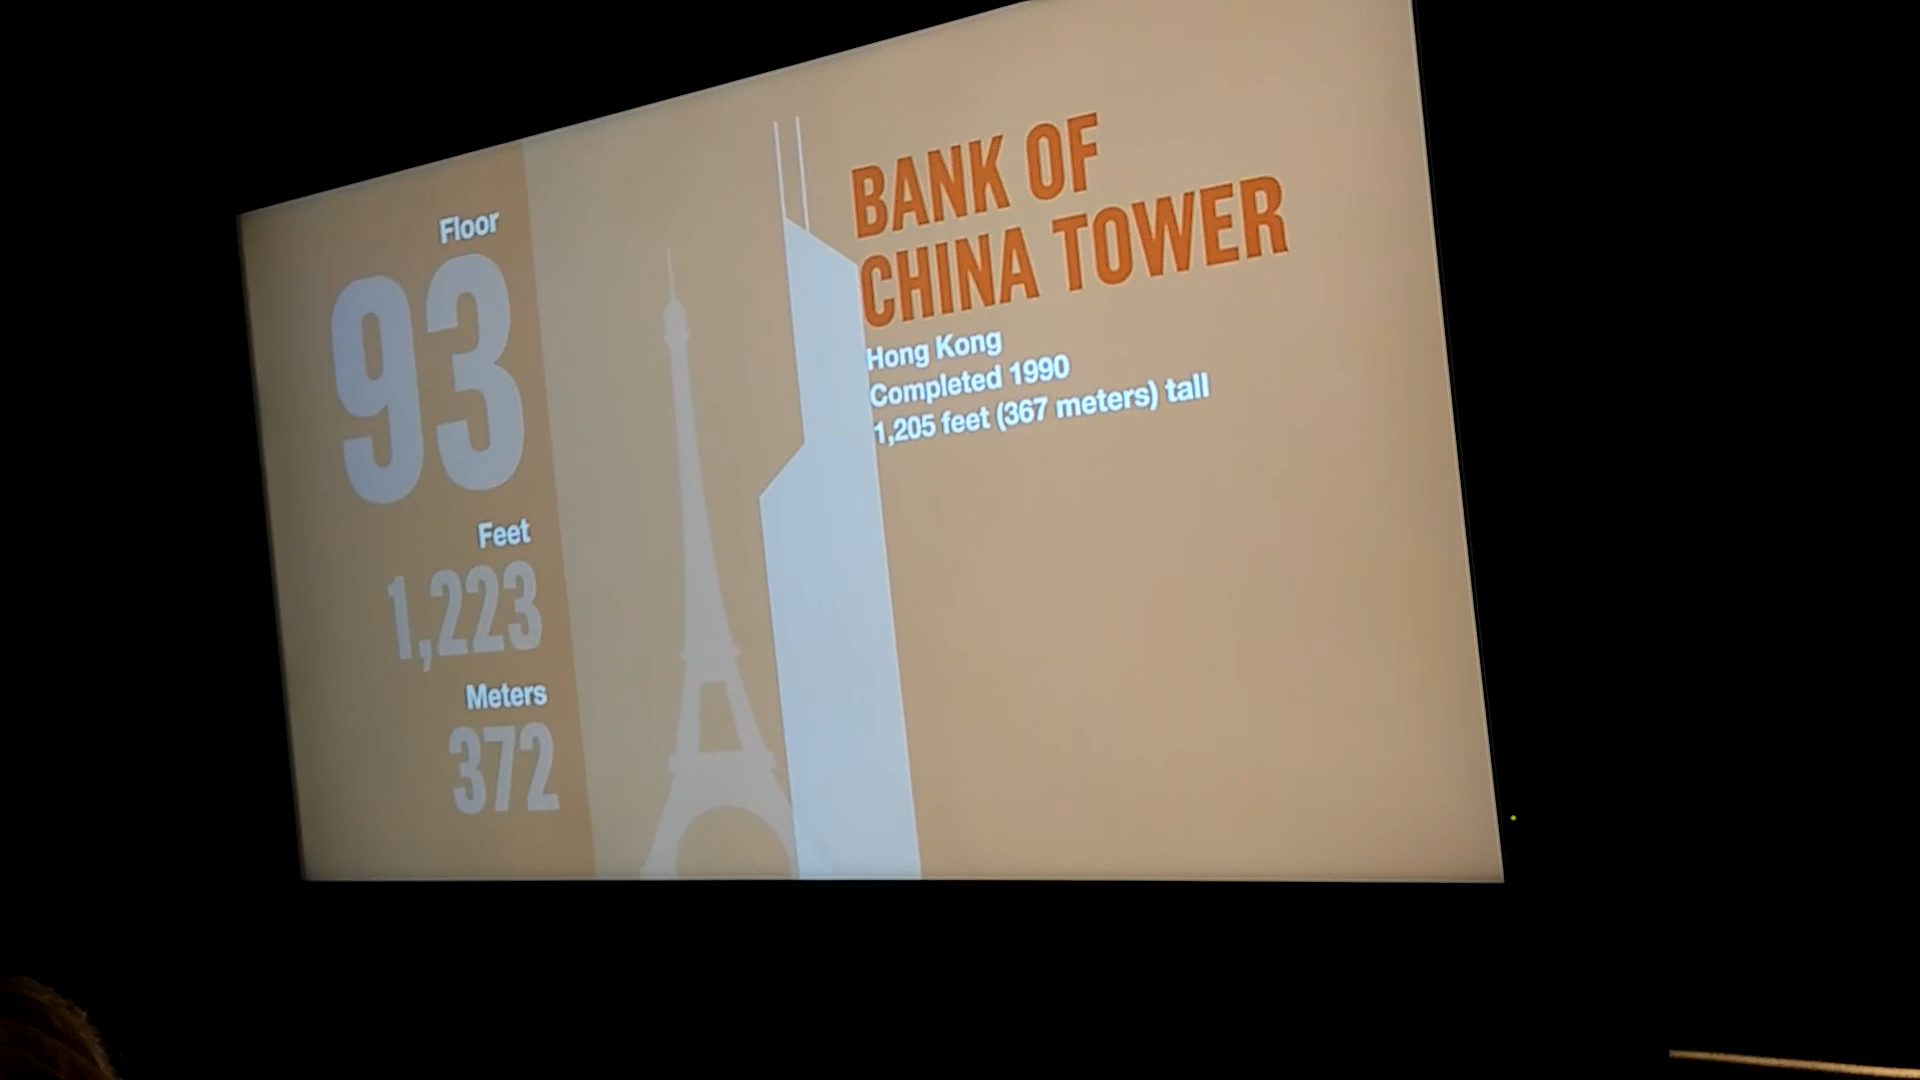 Floor
93
Feet
1,223
Meters
372
BANK OF
CHINA TOWER
Hong Kong
Completed 1990
1,205 feet (367 meters) tall